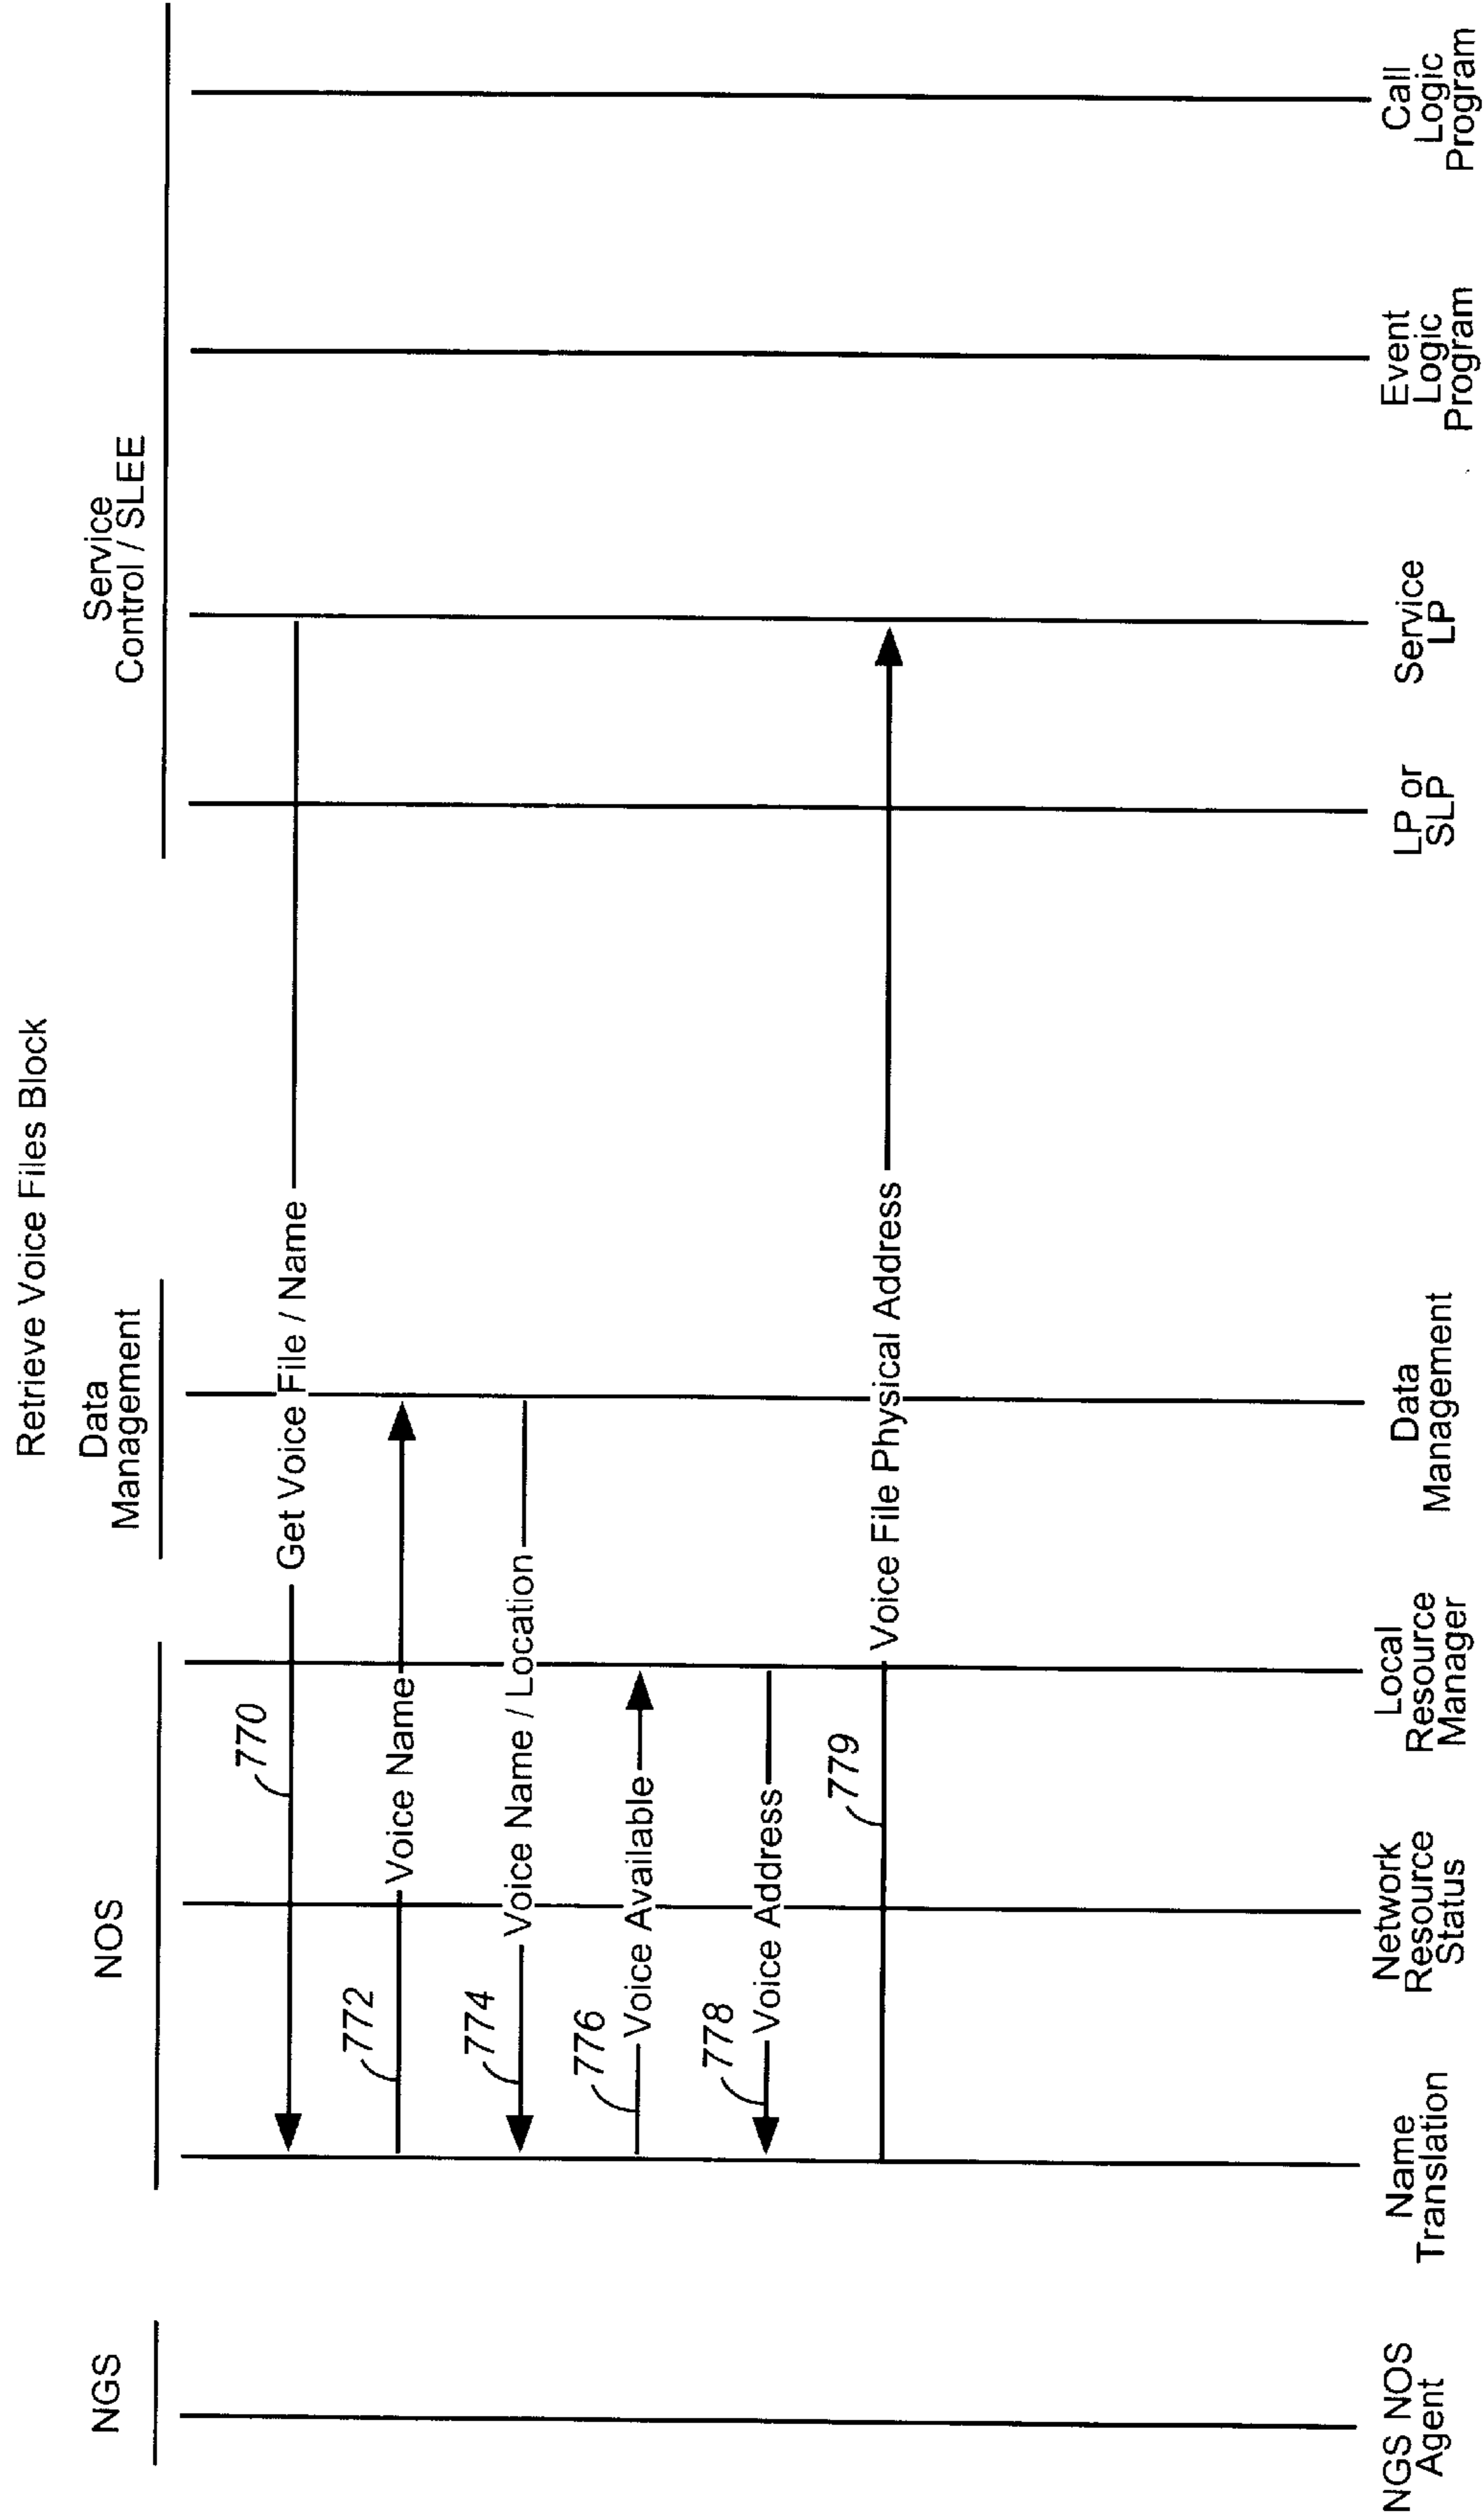 Retrieve Voice Files Block
NGS
NOS
Data
Management
Service
Control / SLEE
770
Get Voice File / Name
772
Voice Name
774
Voice Name / Location
776
Voice Available
778
Voice Address
779
Voice File Physical Address
NGS NOS
Agent
Name
Translation
Network
Resource
Status
Local
Resource
Manager
Data
Management
LP or
SLP
Service
LP
Event
Logic
Program
Call
Logic
Program